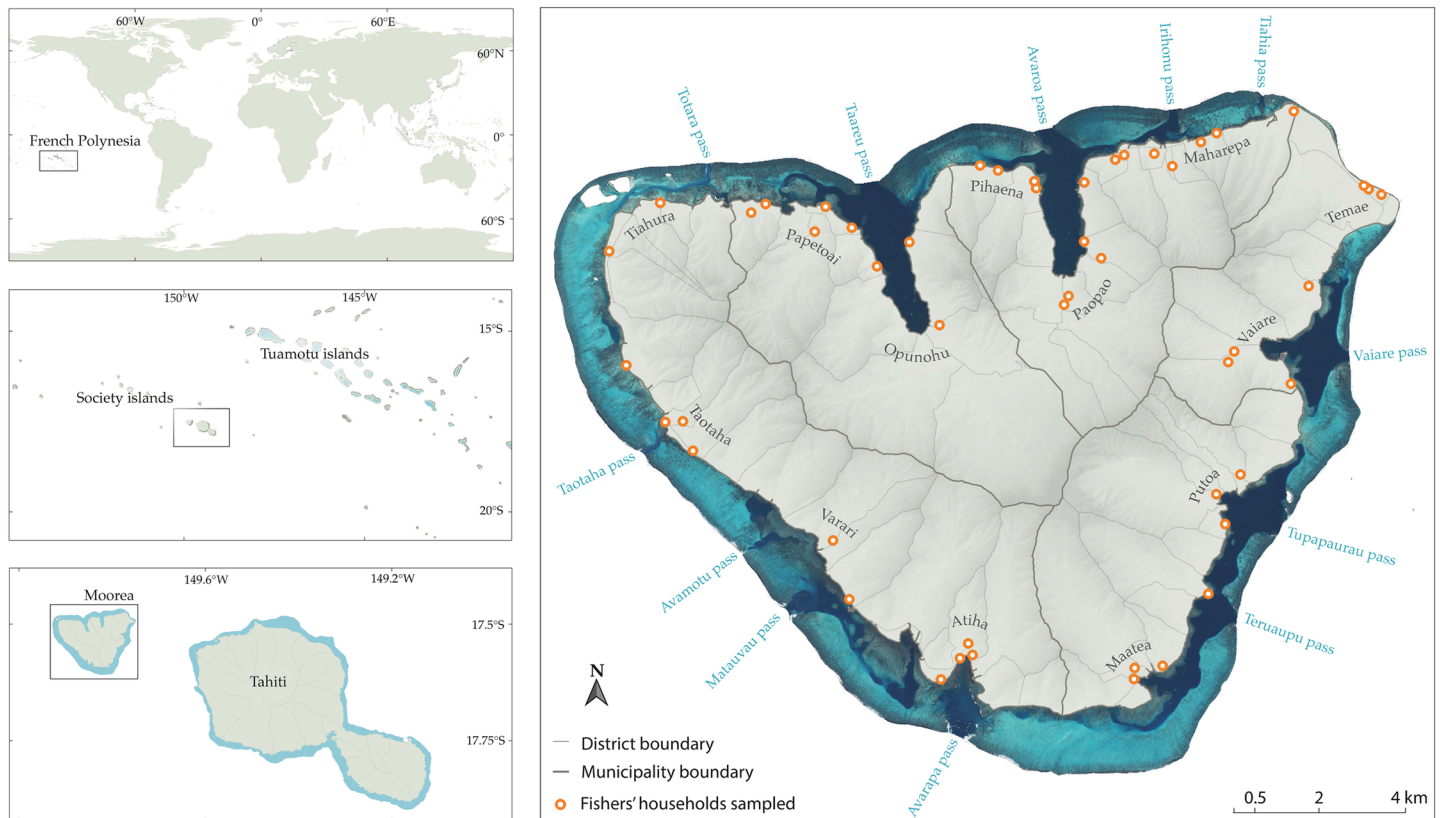 60°W 0° 60°E
60°N
0°
60°S
French Polynesia
150°W 145°W
15°S
20°S
Tuamotu islands
Society islands
149.6°W 149.2°W
17.5°S
17.75°S
Moorea
Tahiti
Totara pass
Taareu pass
Avaroa pass
Irihonu pass
Tiahia pass
Tiahura
Papetoai
Pihaena
Maharepa
Temae
Opunohu
Paopao
Vaiare
Vaiare pass
Taotaha
Taotaha pass
Varari
Putoa
Tupapaurau pass
Avamotu pass
Matauvau pass
Atiha
Maatea
Teruaupu pass
Avarapa pass
N
District boundary
Municipality boundary
Fishers' households sampled
0.5 2 4 km